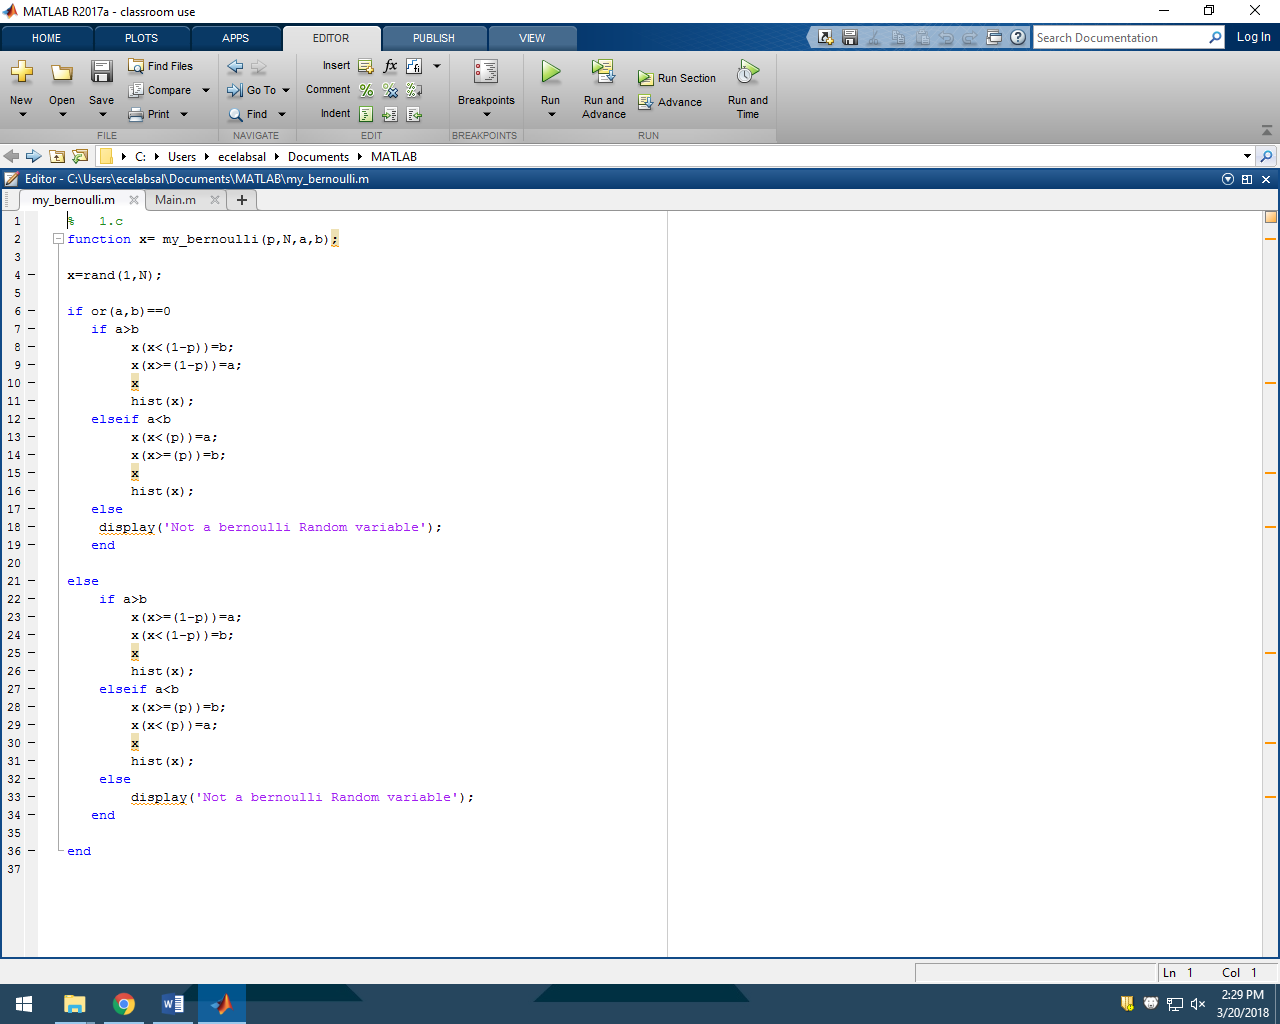 MATLAB R2017a - classroom use
HOME PLOTS APPS EDITOR PUBLISH VIEW Search Documentation Log In
New Open Save Find Files Compare Print
FILE
Go To Find
NAVIGATE
Insert fx
Comment
Indent
EDIT
Breakpoints
BREAKPOINTS
Run Run and Advance Run Section Advance Run and Time
RUN
C: Users ecelabsal Documents MATLAB
Editor - C:\Users\ecelabsal\Documents\MATLAB\my_bernoulli.m
my_bernoulli.m Main.m +
1 % 1.c
2 function x= my_bernoulli(p,N,a,b);
3
4 x=rand(1,N);
5
6 if or(a,b)==0
7 if a>b
8 x(x<(1-p))=b;
9 x(x>=(1-p))=a;
10 x
11 hist(x);
12 elseif a<b
13 x(x<(p))=a;
14 x(x>=(p))=b;
15 x
16 hist(x);
17 else
18 display('Not a bernoulli Random variable');
19 end
20
21 else
22 if a>b
23 x(x>=(1-p))=a;
24 x(x<(1-p))=b;
25 x
26 hist(x);
27 elseif a<b
28 x(x>=(p))=b;
29 x(x<(p))=a;
30 x
31 hist(x);
32 else
33 display('Not a bernoulli Random variable');
34 end
35
36 end
37
Ln 1 Col 1
2:29 PM
3/20/2018